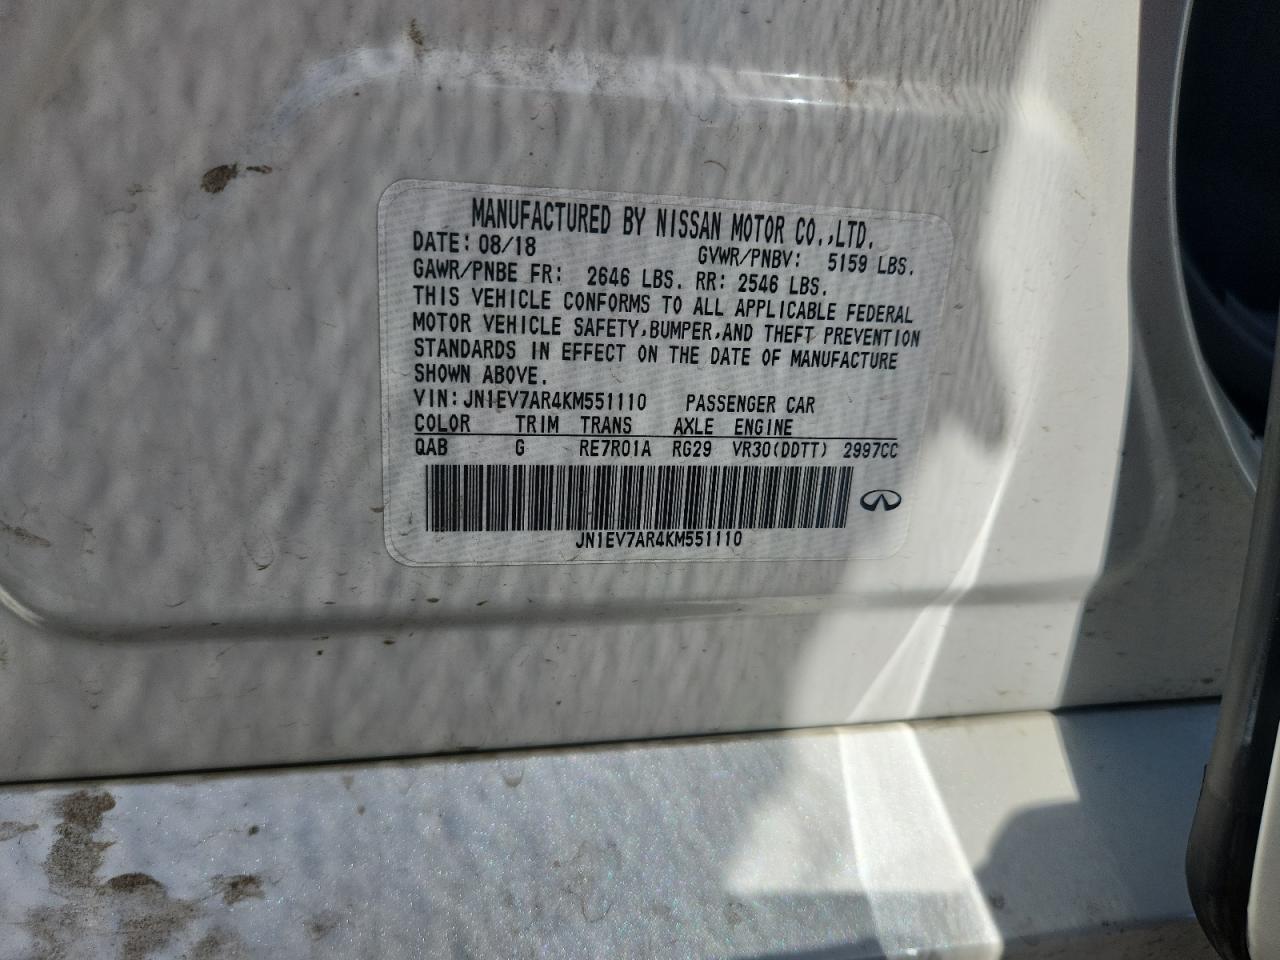 MANUFACTURED BY NISSAN MOTOR CO.,LTD.
DATE: 08/18 GVWR/PNBV: 5159 LBS.
GAWR/PNBE FR: 2646 LBS. RR: 2546 LBS.
THIS VEHICLE CONFORMS TO ALL APPLICABLE FEDERAL
MOTOR VEHICLE SAFETY,BUMPER,AND THEFT PREVENTION
STANDARDS IN EFFECT ON THE DATE OF MANUFACTURE
SHOWN ABOVE.
VIN:JN1EV7AR4KM551110 PASSENGER CAR
COLOR TRIM TRANS AXLE ENGINE
QAB G RE7R01A RG29 VR30(DDTT) 2997CC
JN1EV7AR4KM551110